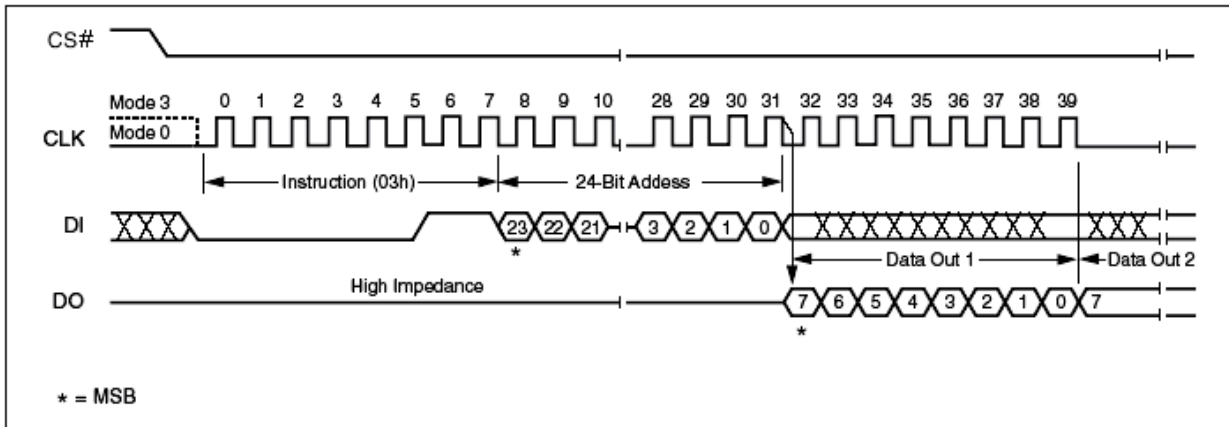 CS#
Mode 3 0 1 2 3 4 5 6 7 8 9 10 28 29 30 31 32 33 34 35 36 37 38 39
CLK Mode 0
Instruction (03h) 24-Bit Addess
DI 23 22 21 3 2 1 0
* Data Out 1 Data Out 2
High Impedance
DO 7 6 5 4 3 2 1 0 7
*
* = MSB